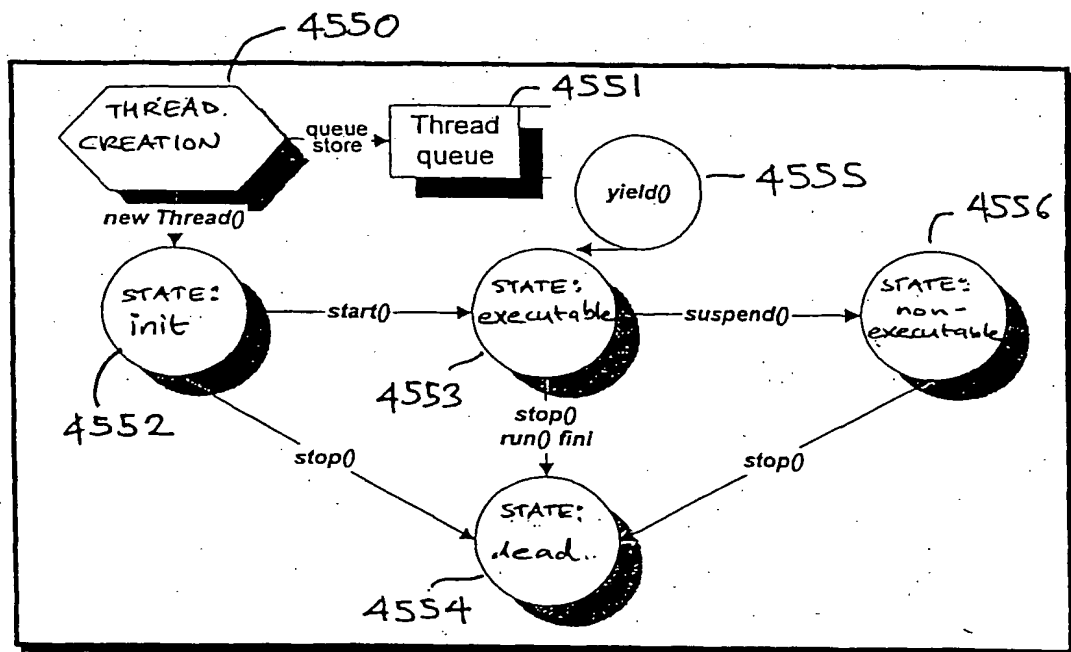 4550
4551
THREAD.
CREATION
queue
store
Thread
queue
yield()
4555
4556
new Thread()
STATE:
init
start()
STATE:
executable
suspend()
STATE:
non-
executable
4552
4553
stop()
run() fini
stop()
stop()
STATE:
dead..
4554